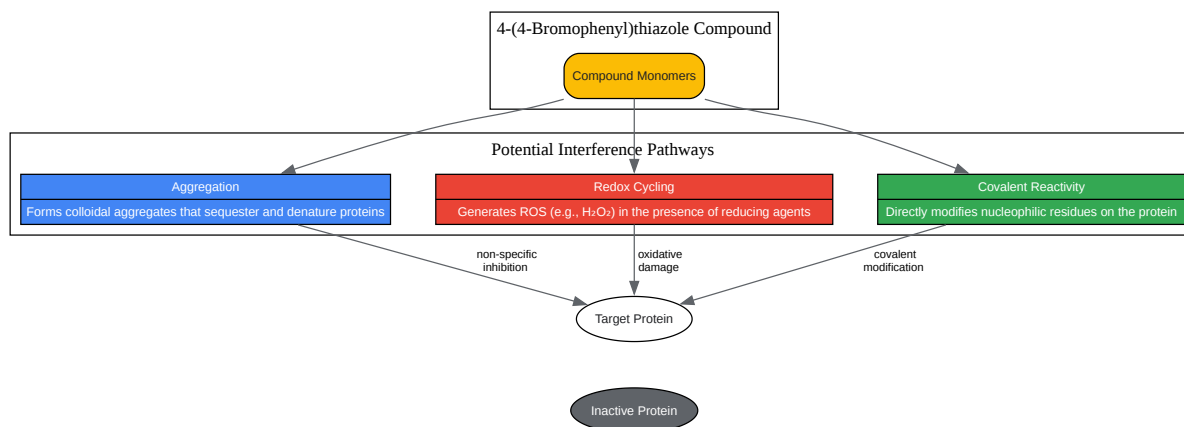 4-(4-Bromophenyl)thiazole Compound
Compound Monomers
Potential Interference Pathways
Aggregation
Forms colloidal aggregates that sequester and denature proteins
Redox Cycling
Generates ROS (e.g., H₂O₂) in the presence of reducing agents
Covalent Reactivity
Directly modifies nucleophilic residues on the protein
non-specific
inhibition
oxidative
damage
covalent
modification
Target Protein
Inactive Protein